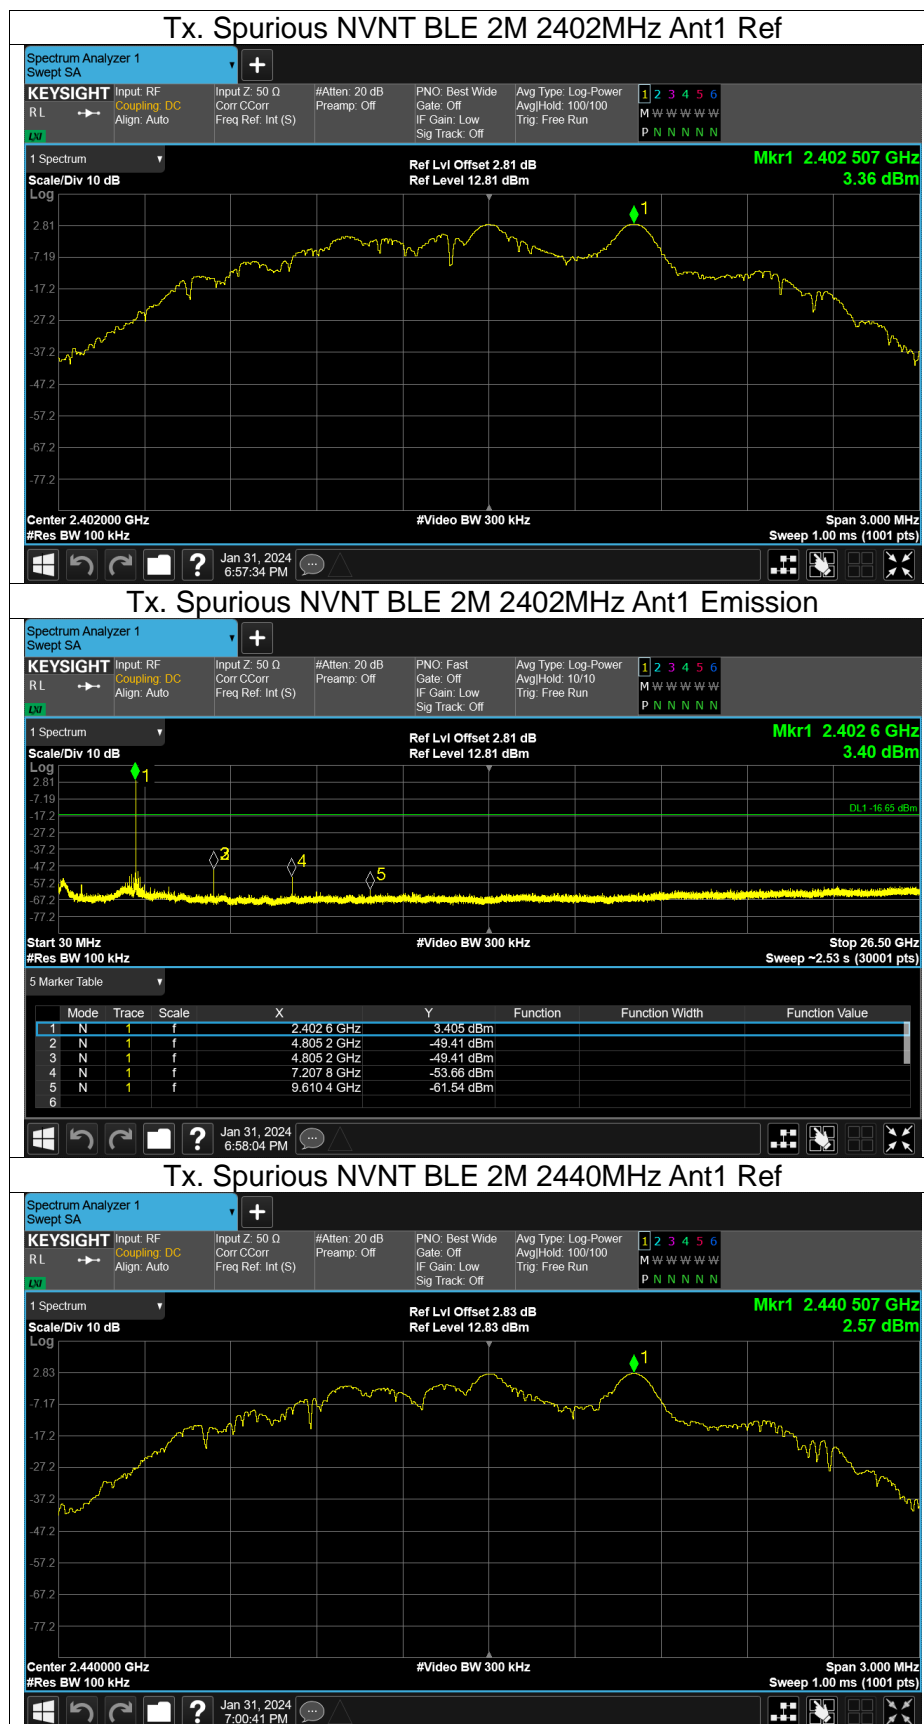 Tx. Spurious NVNT BLE 2M 2402MHz Ant1 Ref
Spectrum Analyzer 1
Swept SA
KEYSIGHT
R L
LXI
Input: RF
Coupling: DC
Align: Auto
Input Z: 50 Ω
Corr CCorr
Freq Ref: Int (S)
#Atten: 20 dB
Preamp: Off
PNO: Best Wide
Gate: Off
IF Gain: Low
Sig Track: Off
Avg Type: Log-Power
Avg|Hold: 100/100
Trig: Free Run
1 2 3 4 5 6
M W W W W W
P N N N N N
1 Spectrum
Scale/Div 10 dB
Ref Lvl Offset 2.81 dB
Ref Level 12.81 dBm
Mkr1 2.402 507 GHz
3.36 dBm
Log
1
2.81
-7.19
-17.2
-27.2
-37.2
-47.2
-57.2
-67.2
-77.2
Center 2.402000 GHz
#Res BW 100 kHz
#Video BW 300 kHz
Span 3.000 MHz
Sweep 1.00 ms (1001 pts)
Jan 31, 2024
6:57:34 PM
Tx. Spurious NVNT BLE 2M 2402MHz Ant1 Emission
Spectrum Analyzer 1
Swept SA
KEYSIGHT
R L
LXI
Input: RF
Coupling: DC
Align: Auto
Input Z: 50 Ω
Corr CCorr
Freq Ref: Int (S)
#Atten: 20 dB
Preamp: Off
PNO: Fast
Gate: Off
IF Gain: Low
Sig Track: Off
Avg Type: Log-Power
Avg|Hold: 10/10
Trig: Free Run
1 2 3 4 5 6
M W W W W W
P N N N N N
1 Spectrum
Scale/Div 10 dB
Ref Lvl Offset 2.81 dB
Ref Level 12.81 dBm
Mkr1 2.402 6 GHz
3.40 dBm
Log
1
2.81
-7.19
DL1 -16.65 dBm
-17.2
-27.2
-37.2
3
4
-47.2
5
-57.2
-67.2
-77.2
Start 30 MHz
#Res BW 100 kHz
#Video BW 300 kHz
Stop 26.50 GHz
Sweep ~2.53 s (30001 pts)
5 Marker Table
Mode Trace Scale X Y Function Function Width Function Value
1 N 1 f 2.402 6 GHz 3.405 dBm
2 N 1 f 4.805 2 GHz -49.41 dBm
3 N 1 f 4.805 2 GHz -49.41 dBm
4 N 1 f 7.207 8 GHz -53.66 dBm
5 N 1 f 9.610 4 GHz -61.54 dBm
6
Jan 31, 2024
6:58:04 PM
Tx. Spurious NVNT BLE 2M 2440MHz Ant1 Ref
Spectrum Analyzer 1
Swept SA
KEYSIGHT
R L
LXI
Input: RF
Coupling: DC
Align: Auto
Input Z: 50 Ω
Corr CCorr
Freq Ref: Int (S)
#Atten: 20 dB
Preamp: Off
PNO: Best Wide
Gate: Off
IF Gain: Low
Sig Track: Off
Avg Type: Log-Power
Avg|Hold: 100/100
Trig: Free Run
1 2 3 4 5 6
M W W W W W
P N N N N N
1 Spectrum
Scale/Div 10 dB
Ref Lvl Offset 2.83 dB
Ref Level 12.83 dBm
Mkr1 2.440 507 GHz
2.57 dBm
Log
1
2.83
-7.17
-17.2
-27.2
-37.2
-47.2
-57.2
-67.2
-77.2
Center 2.440000 GHz
#Res BW 100 kHz
#Video BW 300 kHz
Span 3.000 MHz
Sweep 1.00 ms (1001 pts)
Jan 31, 2024
7:00:41 PM